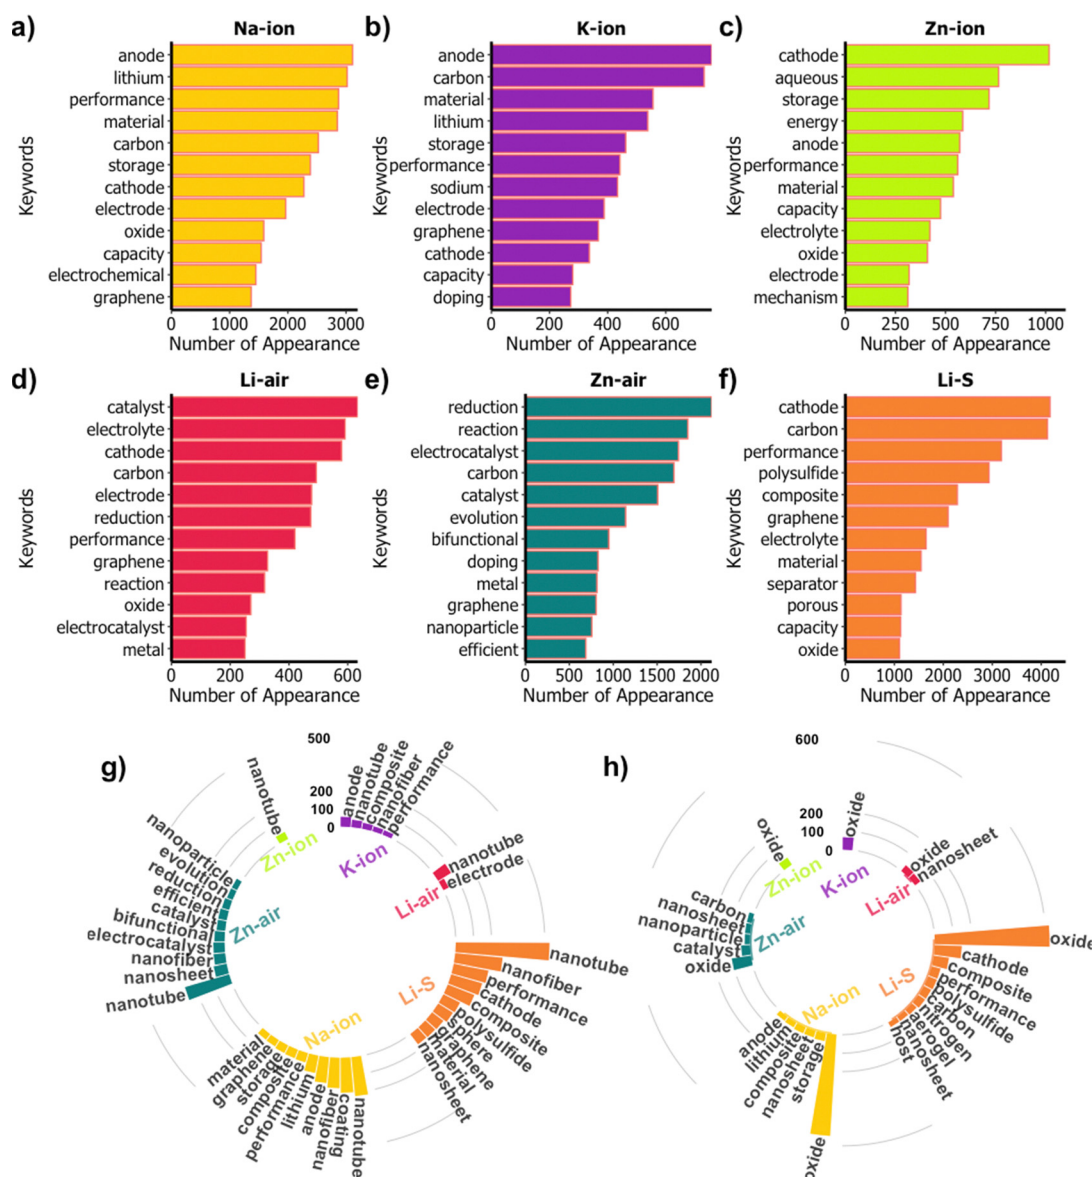 a)
Na-ion
Keywords
anode
lithium
performance
material
carbon
storage
cathode
electrode
oxide
capacity
electrochemical
graphene
0 1000 2000 3000
Number of Appearance
b)
K-ion
Keywords
anode
carbon
material
lithium
storage
performance
sodium
electrode
graphene
cathode
capacity
doping
0 200 400 600
Number of Appearance
c)
Zn-ion
Keywords
cathode
aqueous
storage
energy
anode
performance
material
capacity
electrolyte
oxide
electrode
mechanism
0 250 500 750 1000
Number of Appearance
d)
Li-air
Keywords
catalyst
electrolyte
cathode
carbon
electrode
reduction
performance
graphene
reaction
oxide
electrocatalyst
metal
0 200 400 600
Number of Appearance
e)
Zn-air
Keywords
reduction
reaction
electrocatalyst
carbon
catalyst
evolution
bifunctional
doping
metal
graphene
nanoparticle
efficient
0 500 1000 1500 2000
Number of Appearance
f)
Li-S
Keywords
cathode
carbon
performance
polysulfide
composite
graphene
electrolyte
material
separator
porous
capacity
oxide
0 1000 2000 3000 4000
Number of Appearance
g)
500
200
100
0
K-ion
anode
nanotube
composite
nanofiber
performance
Li-air
nanotube
electrode
Li-S
nanotube
nanofiber
performance
cathode
composite
polysulfide
sphere
graphene
material
nanosheet
Na-ion
nanotube
coating
nanofiber
anode
lithium
performance
composite
storage
graphene
material
Zn-air
nanotube
nanosheet
nanofiber
electrocatalyst
bifunctional
catalyst
efficient
reduction
evolution
nanoparticle
Zn-ion
nanotube
h)
600
200
100
0
K-ion
oxide
Li-air
oxide
nanosheet
Li-S
oxide
cathode
composite
performance
polysulfide
carbon
nitrogen
aerogel
nanosheet
host
Na-ion
oxide
storage
nanosheet
composite
lithium
anode
Zn-air
oxide
catalyst
nanoparticle
nanosheet
carbon
Zn-ion
oxide